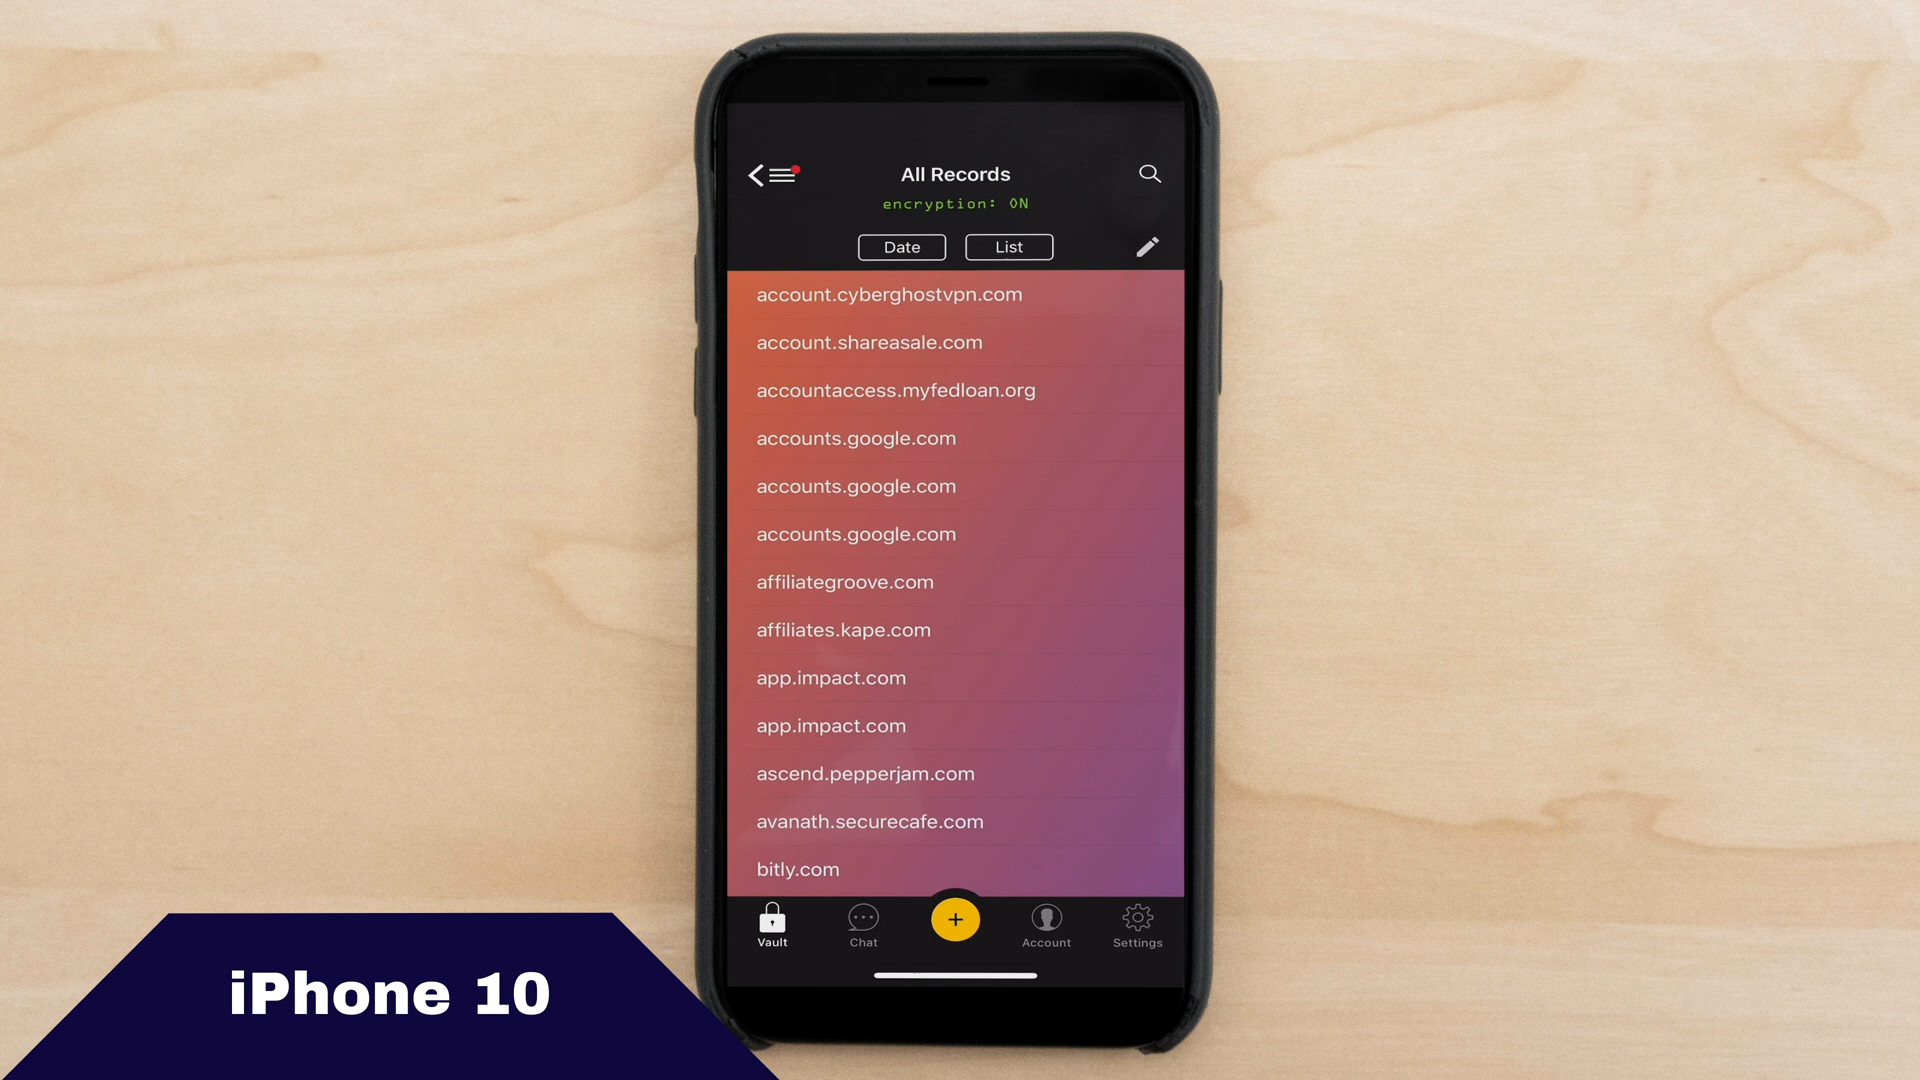 All Records
encryption: ON
Date List
account.cyberghostvpn.com
account.shareasale.com
accountaccess.myfedloan.org
accounts.google.com
accounts.google.com
accounts.google.com
affiliategroove.com
affiliates.kape.com
app.impact.com
app.impact.com
ascend.pepperjam.com
avanath.securecafe.com
bitly.com
Vault Chat + Account Settings
iPhone 10